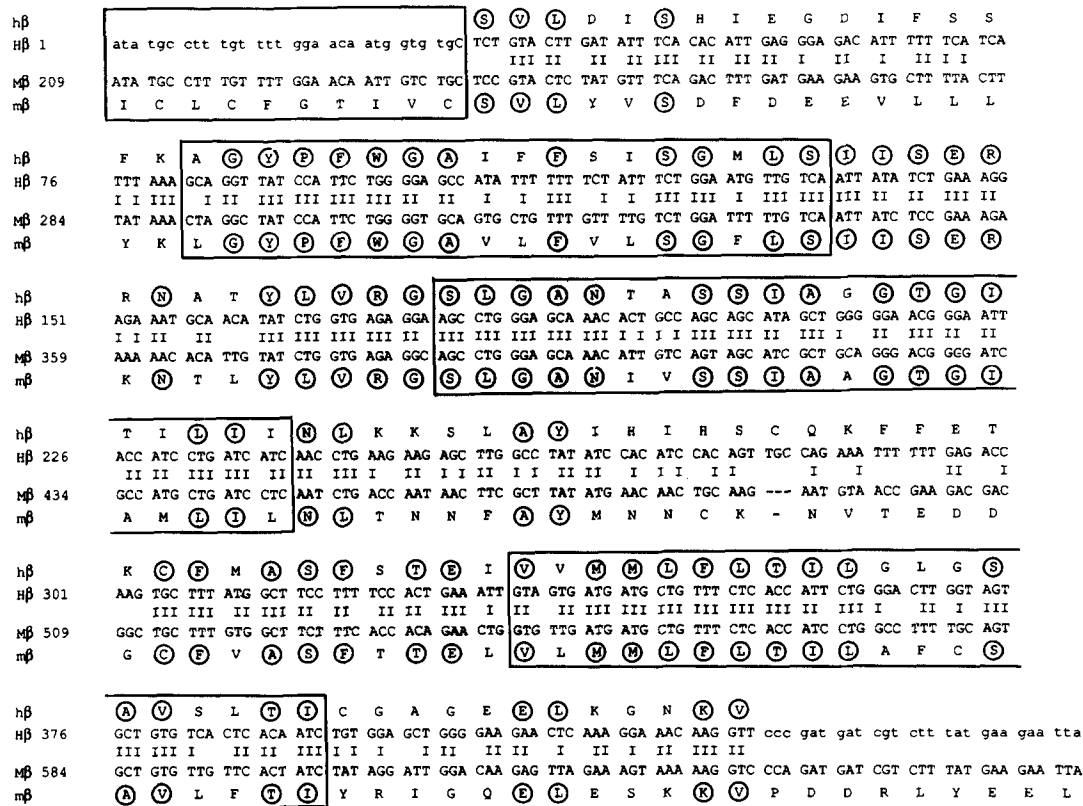 hβ S V L D I S H I E G D I F S S
Hβ 1 ata tgc ctt tgt ttt gga aca atg gtg tgC TCT GTA CTT GAT ATT TCA CAC ATT GAG GGA GAC ATT TTT TCA TCA
Mβ 209 ATA TGC CTT TGT TTT GGA ACA ATT GTC TGC TCC GTA CTC TAT GTT TCA GAC TTT GAT GAA GAA GTG CTT TTA CTT
mβ I C L C F G T I V C S V L Y V S D F D E E V L L L
hβ F K A G Y P F W G A I F F S I S G M L S I I S E R
Hβ 76 TTT AAA GCA GGT TAT CCA TTC TGG GGA GCC ATA TTT TTT TCT ATT TCT GGA ATG TTG TCA ATT ATA TCT GAA AGG
Mβ 284 TAT AAA CTA GGC TAT CCA TTC TGG GGT GCA GTG CTG TTT GTT TTG TCT GGA TTT TTG TCA ATT ATC TCC GAA AGA
mβ Y K L G Y P F W G A V L F V L S G F L S I I S E R
hβ R N A T Y L V R G S L G A N T A S S I A G G T G I
Hβ 151 AGA AAT GCA ACA TAT CTG GTG AGA GGA AGC CTG GGA GCA AAC ACT GCC AGC AGC ATA GCT GGG GGA ACG GGA ATT
Mβ 359 AAA AAC ACA TTG TAT CTG GTG AGA GGC AGC CTG GGA GCA AAC ATT GTC AGT AGC ATC GCT GCA GGG ACG GGG ATC
mβ K N T L Y L V R G S L G A N I V S S I A A G T G I
hβ T I L I I N L K K S L A Y I H I H S C Q K F F E T
Hβ 226 ACC ATC CTG ATC ATC AAC CTG AAG AAG AGC TTG GCC TAT ATC CAC ATC CAC AGT TGC CAG AAA TTT TTT GAG ACC
Mβ 434 GCC ATG CTG ATC CTC AAT CTG ACC AAT AAC TTC GCT TAT ATG AAC AAC TGC AAG --- AAT GTA ACC GAA GAC GAC
mβ A M L I L N L T N N F A Y M N N C K - N V T E D D
hβ K C F M A S F S T E I V V M M L F L T I L G L G S
Hβ 301 AAG TGC TTT ATG GCT TCC TTT TCC ACT GAA ATT GTA GTG ATG ATG CTG TTT CTC ACC ATT CTG GGA CTT GGT AGT
Mβ 509 GGC TGC TTT GTG GCT TCT TTC ACC ACA GAA CTG GTG TTG ATG ATG CTG TTT CTC ACC ATC CTG GCC TTT TGC AGT
mβ G C F V A S F T T E L V L M M L F L T I L A F C S
hβ A V S L T I C G A G E E L K G N K V
Hβ 376 GCT GTG TCA CTC ACA ATC TGT GGA GCT GGG GAA GAA CTC AAA GGA AAC AAG GTT ccc gat gat cgt ctt tat gaa gaa tta
Mβ 584 GCT GTG TTG TTC ACT ATC TAT AGG ATT GGA CAA GAG TTA GAA AGT AAA AAG GTC CCA GAT GAT CGT CTT TAT GAA GAA TTA
mβ A V L F T I Y R I G Q E L E S K K V P D D R L Y E E L